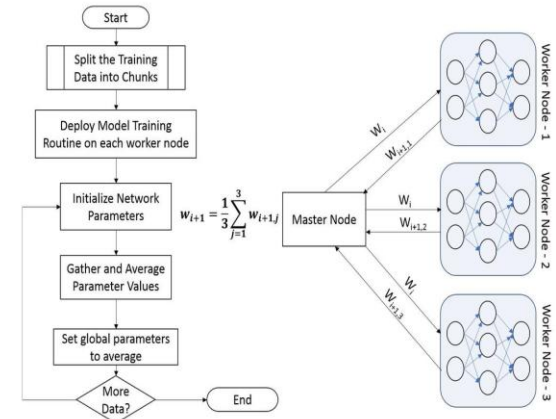 Start
Split the Training
Data into Chunks
Deploy Model Training
Routine on each worker node
Initialize Network
Parameters
Gather and Average
Parameter Values
Set global parameters
to average
More
Data?
End
w_{i+1} = \frac{1}{3} \sum_{j=1}^{3} w_{i+1,j}
Master Node
W_i
W_{i+1,1}
W_i
W_{i+1,2}
W_i
W_{i+1,3}
Worker Node - 1
Worker Node - 2
Worker Node - 3